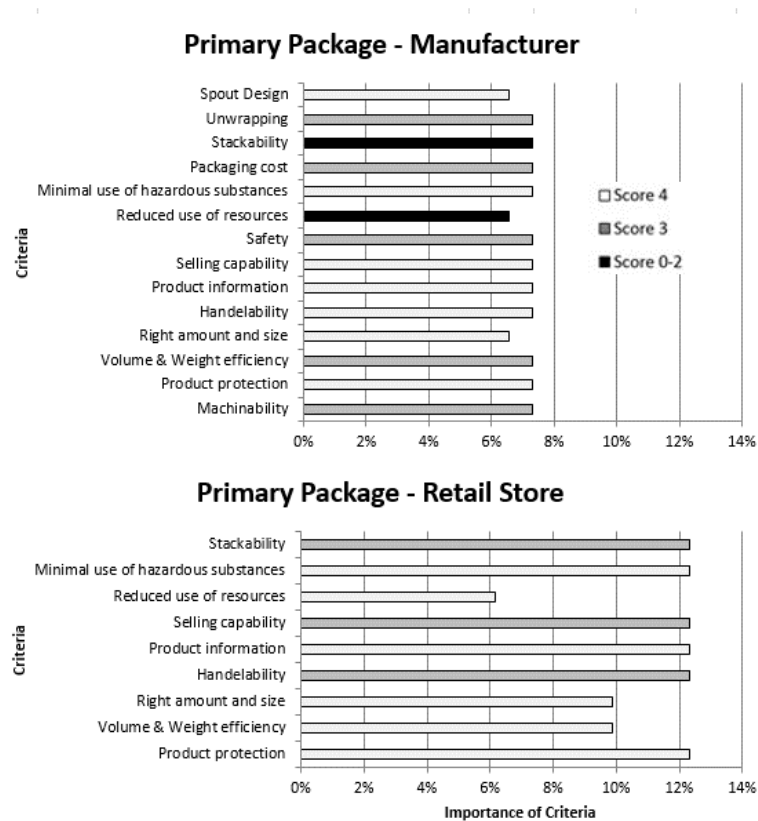 Primary Package - Manufacturer
Criteria
Spout Design
Unwrapping
Stackability
Packaging cost
Minimal use of hazardous substances
Reduced use of resources
Safety
Selling capability
Product information
Handelability
Right amount and size
Volume & Weight efficiency
Product protection
Machinability
Score 4
Score 3
Score 0-2
0% 2% 4% 6% 8% 10% 12% 14%
Primary Package - Retail Store
Criteria
Stackability
Minimal use of hazardous substances
Reduced use of resources
Selling capability
Product information
Handelability
Right amount and size
Volume & Weight efficiency
Product protection
0% 2% 4% 6% 8% 10% 12% 14%
Importance of Criteria